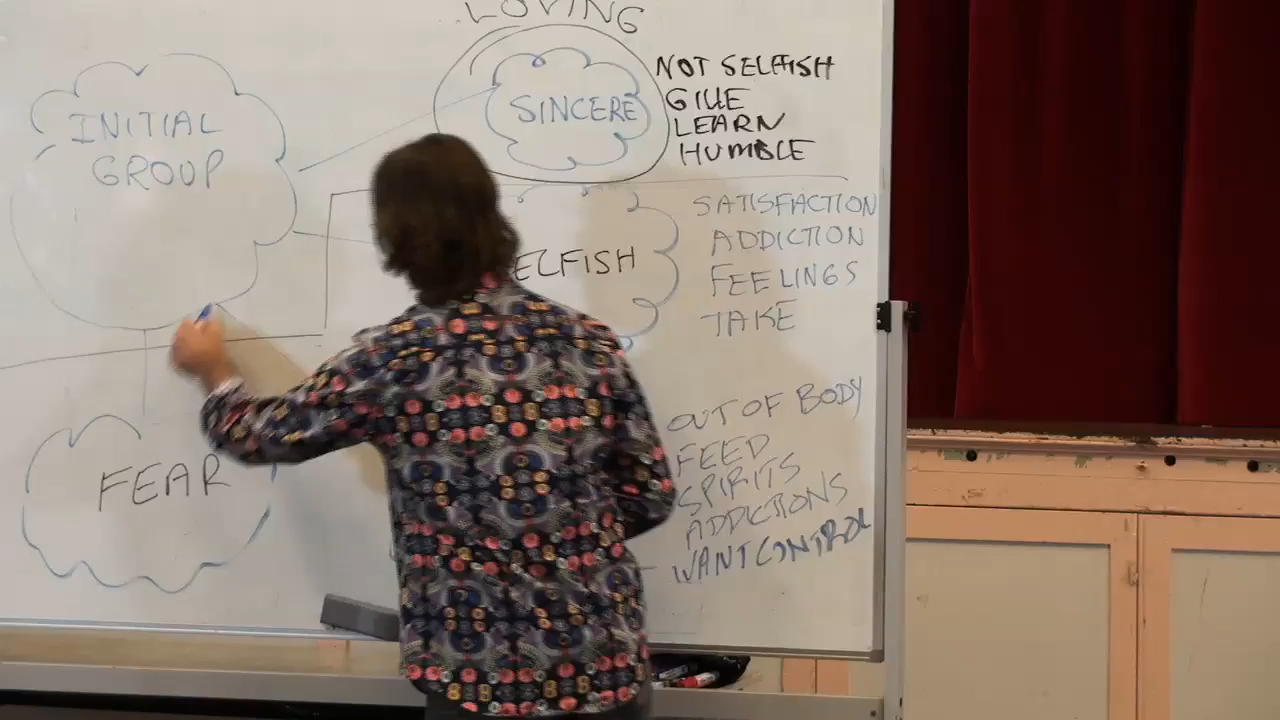 LOVING
INITIAL
GROUP
SINCERE
NOT SELFISH
GIVE
LEARN
HUMBLE
ELFISH
SATISFACTION
ADDICTION
FEELINGS
TAKE
FEAR
OUT OF BODY
FEED
SPIRITS
ADDICTIONS
WANT CONTROL